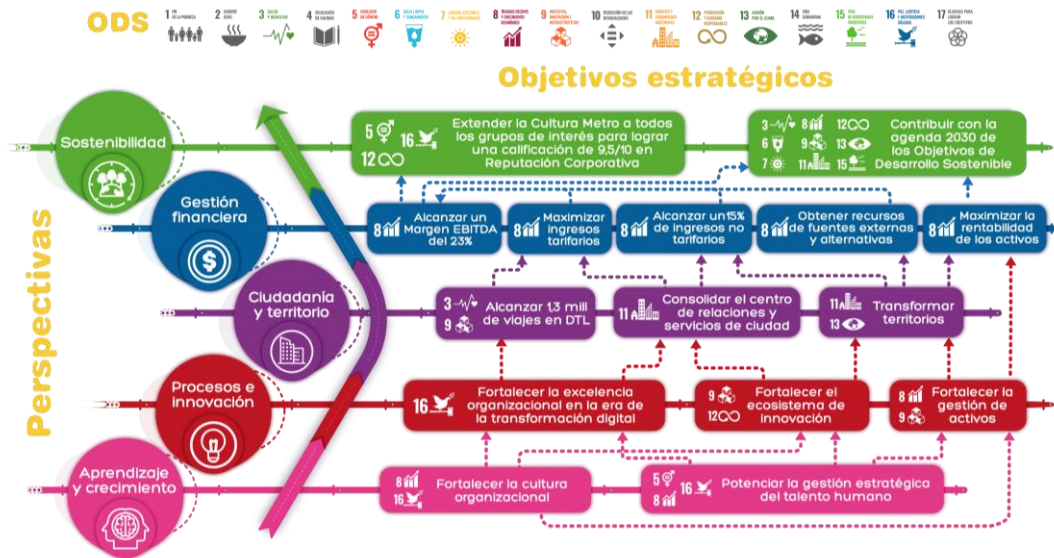 ODS
1 FIN
DE LA POBREZA
2 HAMBRE
CERO
3 SALUD
Y BIENESTAR
4 EDUCACIÓN
DE CALIDAD
5 IGUALDAD
DE GÉNERO
6 AGUA LIMPIA
Y SANEAMIENTO
7 ENERGÍA ASEQUIBLE
Y NO CONTAMINANTE
8 TRABAJO DECENTE
Y CRECIMIENTO
ECONÓMICO
9 INDUSTRIA,
INNOVACIÓN E
INFRAESTRUCTURA
10 REDUCCIÓN DE LAS
DESIGUALDADES
11 CIUDADES Y
COMUNIDADES
SOSTENIBLES
12 PRODUCCIÓN
Y CONSUMO
RESPONSABLES
13 ACCIÓN
POR EL CLIMA
14 VIDA
SUBMARINA
15 VIDA
DE ECOSISTEMAS
TERRESTRES
16 PAZ, JUSTICIA
E INSTITUCIONES
SÓLIDAS
17 ALIANZAS PARA
LOGRAR
LOS OBJETIVOS
Objetivos estratégicos
Perspectivas
Sostenibilidad
5
16
12
Extender la Cultura Metro a todos
los grupos de interés para lograr
una calificación de 9,5/10 en
Reputación Corporativa
3 8 12
6 9 13
7 11 15
Contribuir con la
agenda 2030 de
los Objetivos de
Desarrollo Sostenible
Gestión
financiera
8
Alcanzar un
Margen EBITDA
del 23%
8
Maximizar
ingresos
tarifarios
8
Alcanzar un 15%
de ingresos no
tarifarios
8
Obtener recursos
de fuentes externas
y alternativas
8
Maximizar la
rentabilidad
de los activos
Ciudadanía
y territorio
3
9
Alcanzar 1,3 mill
de viajes en DTL
11
Consolidar el centro
de relaciones y
servicios de ciudad
11
13
Transformar
territorios
Procesos e
innovación
16
Fortalecer la excelencia
organizacional en la era de
la transformación digital
9
12
Fortalecer el
ecosistema de
innovación
8
9
Fortalecer la
gestión de
activos
Aprendizaje
y crecimiento
8
16
Fortalecer la cultura
organizacional
5
16
8
Potenciar la gestión estratégica
del talento humano